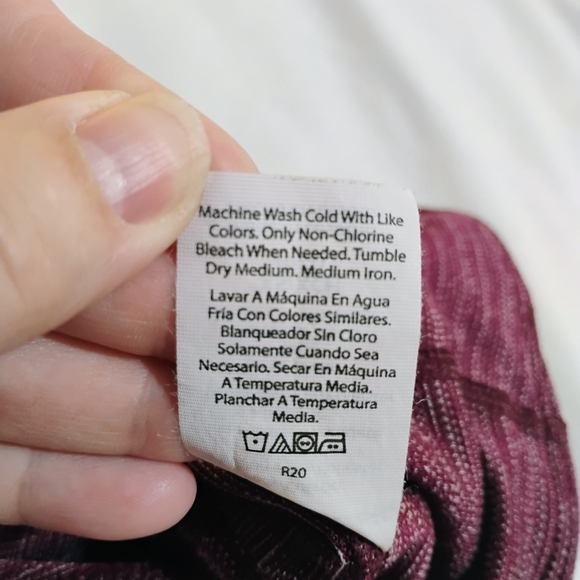 Machine Wash Cold With Like
Colors. Only Non-Chlorine
Bleach When Needed. Tumble
Dry Medium. Medium Iron.
Lavar A Máquina En Agua
Fría Con Colores Similares.
Blanqueador Sin Cloro
Solamente Cuando Sea
Necesario. Secar En Máquina
A Temperatura Media.
Planchar A Temperatura
Media.
R20